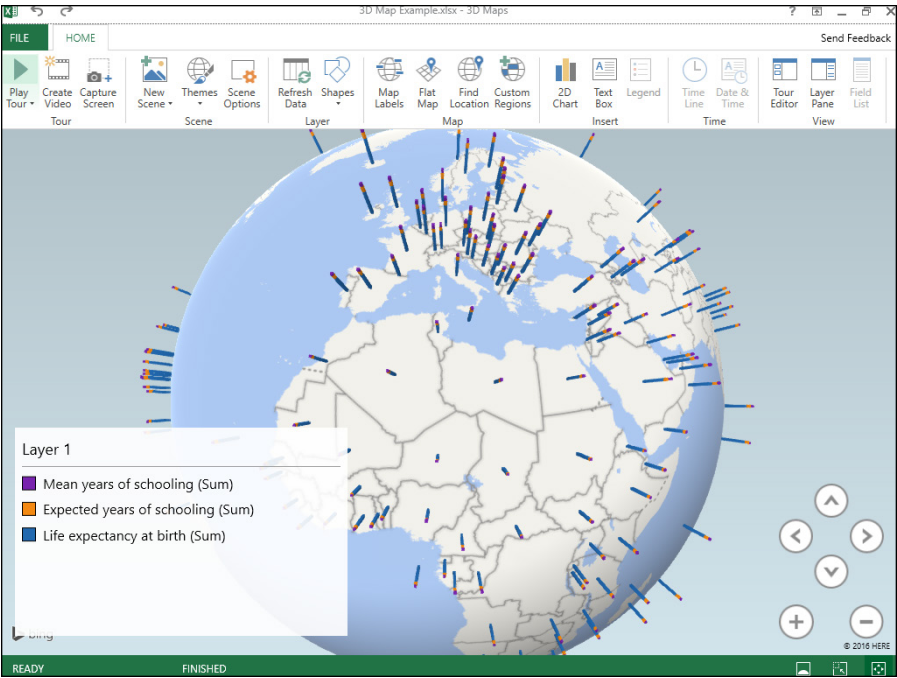 3D Map Example.xlsx - 3D Maps
FILE HOME Send Feedback
Play Tour
Create Video
Capture Screen
New Scene
Themes
Scene Options
Refresh Data
Shapes
Map Labels
Flat Map
Find Location
Custom Regions
2D Chart
Text Box
Legend
Time Line
Date & Time
Tour Editor
Layer Pane
Field List
Tour Scene Layer Map Insert Time View
Layer 1
Mean years of schooling (Sum)
Expected years of schooling (Sum)
Life expectancy at birth (Sum)
bing
© 2016 HERE
READY FINISHED